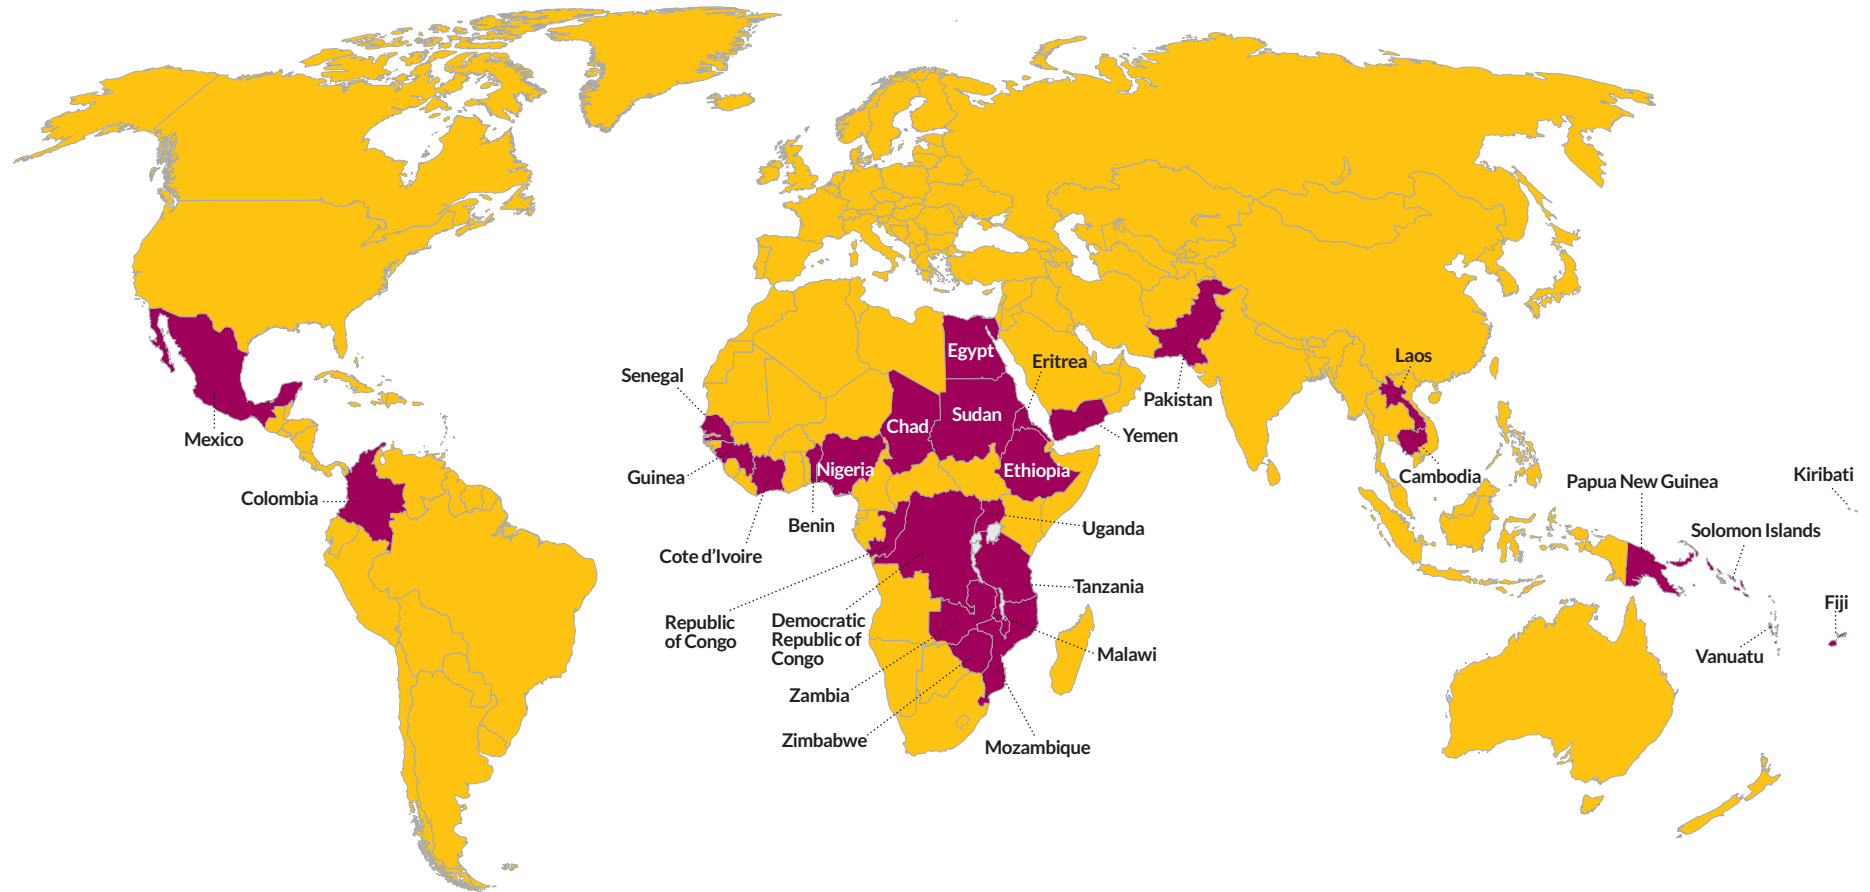 Egypt
Eritrea
Laos
Senegal
Pakistan
Sudan
Chad
Mexico
Yemen
Nigeria
Ethiopia
Guinea
Cambodia
Kiribati
Papua New Guinea
Colombia
Benin
Uganda
Solomon Islands
Cote d'Ivoire
Tanzania
Fiji
Republic
of Congo
Democratic
Republic of
Congo
Malawi
Vanuatu
Zambia
Zimbabwe
Mozambique